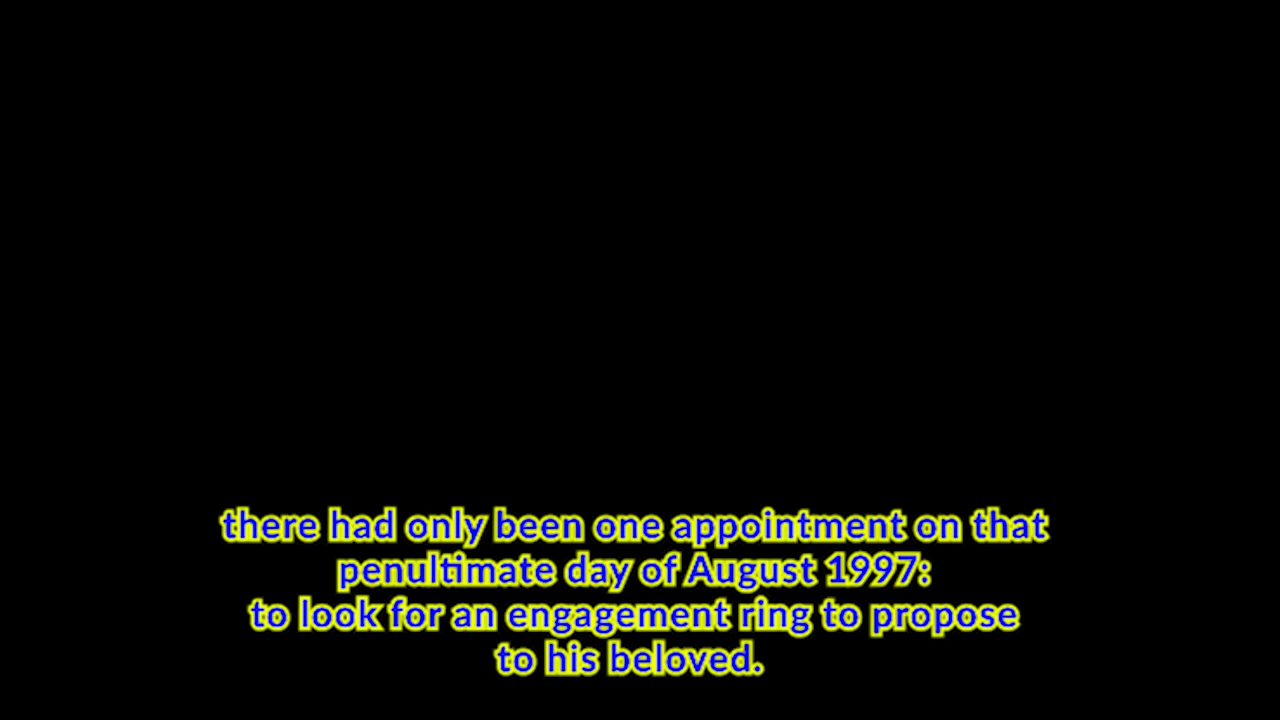 there had only been one appointment on that
penultimate day of August 1997:
to look for an engagement ring to propose
to his beloved.